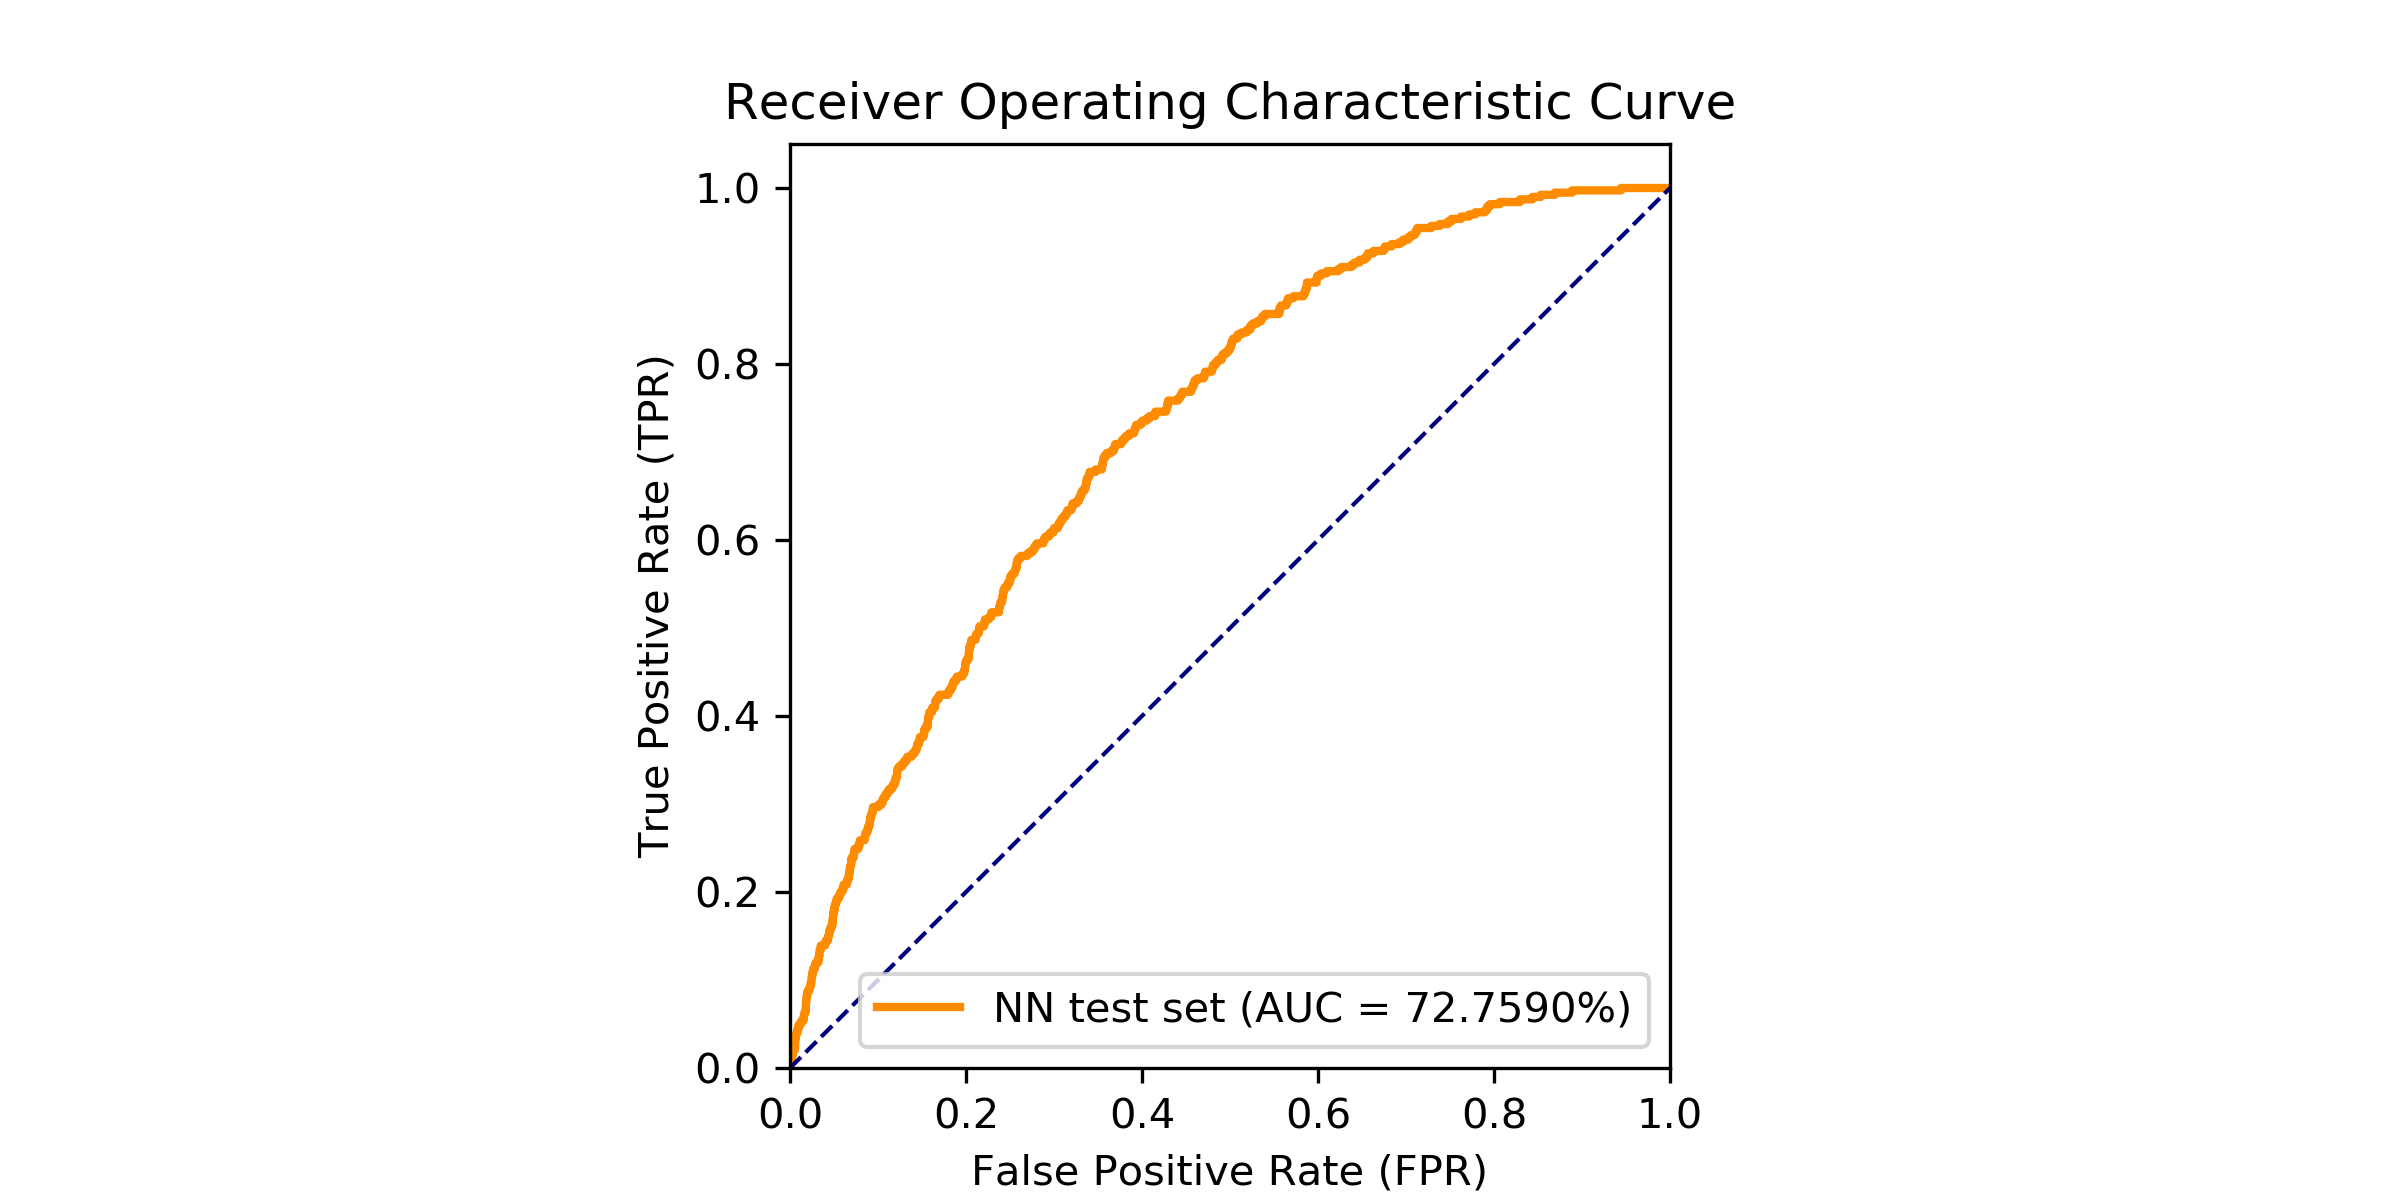 Receiver Operating Characteristic Curve
True Positive Rate (TPR)
1.0
0.8
0.6
0.4
0.2
0.0
NN test set (AUC = 72.7590%)
0.0 0.2 0.4 0.6 0.8 1.0
False Positive Rate (FPR)